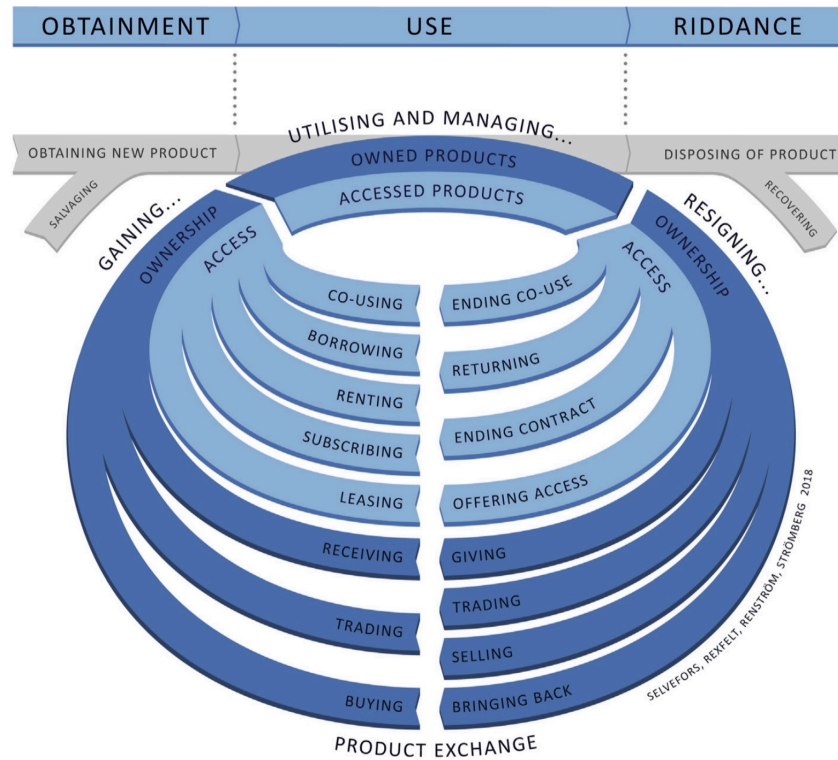 OBTAINMENT
USE
RIDDANCE
UTILISING AND MANAGING...
OBTAINING NEW PRODUCT
OWNED PRODUCTS
DISPOSING OF PRODUCT
SALVAGING
ACCESSED PRODUCTS
RECOVERING
GAINING...
OWNERSHIP
ACCESS
RESIGNING...
OWNERSHIP
ACCESS
CO-USING
ENDING CO-USE
BORROWING
RETURNING
RENTING
SUBSCRIBING
ENDING CONTRACT
LEASING
OFFERING ACCESS
RECEIVING
GIVING
TRADING
TRADING
SELLING
BUYING
BRINGING BACK
PRODUCT EXCHANGE
SELVEFORS, REXFELT, RENSTRÖM, STRÖMBERG 2018